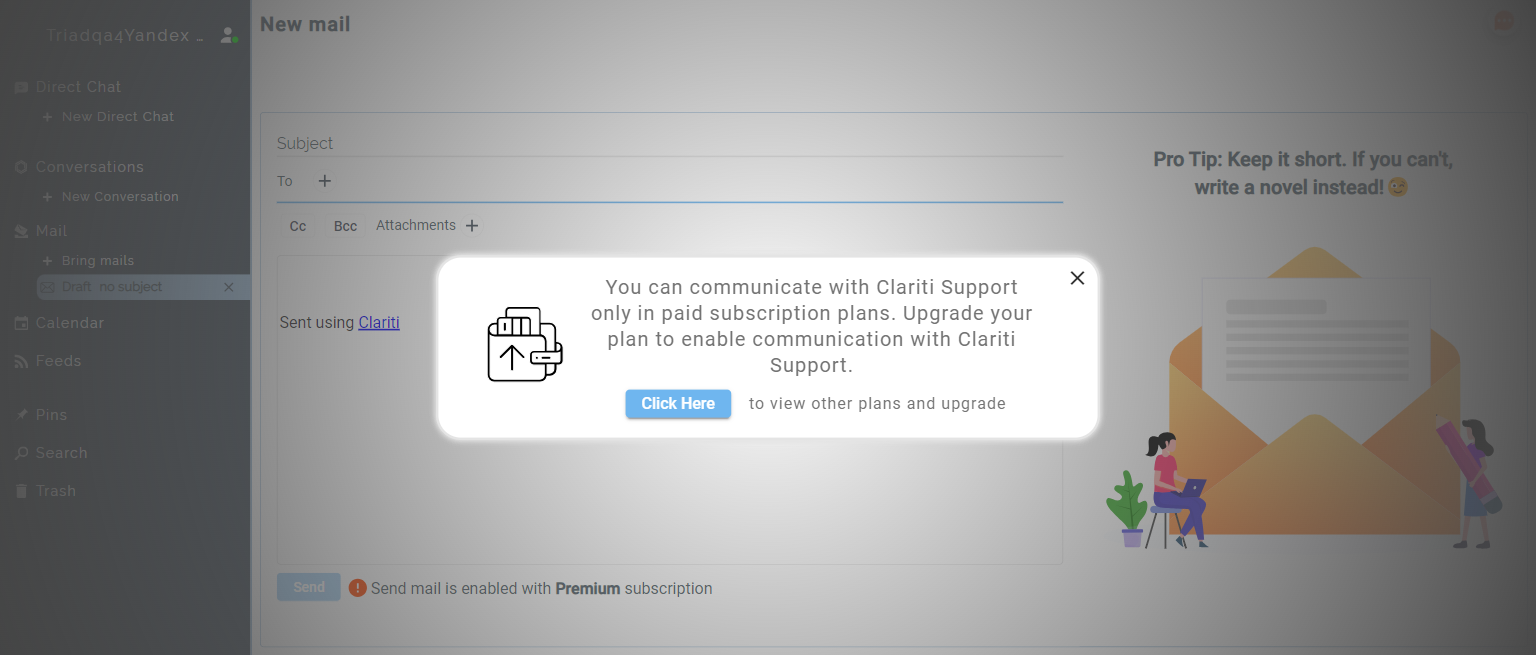 Triadqa4Yandex
Direct Chat
+ New Direct Chat
Conversations
+ New Conversation
Mail
+ Bring mails
Draft no subject
Calendar
Feeds
Pins
Search
Trash
New mail
Subject
To +
Cc Bcc Attachments +
Sent using Clariti
You can communicate with Clariti Support
only in paid subscription plans. Upgrade your
plan to enable communication with Clariti
Support.
Click Here to view other plans and upgrade
Send Send mail is enabled with Premium subscription
Pro Tip: Keep it short. If you can't,
write a novel instead! 😉